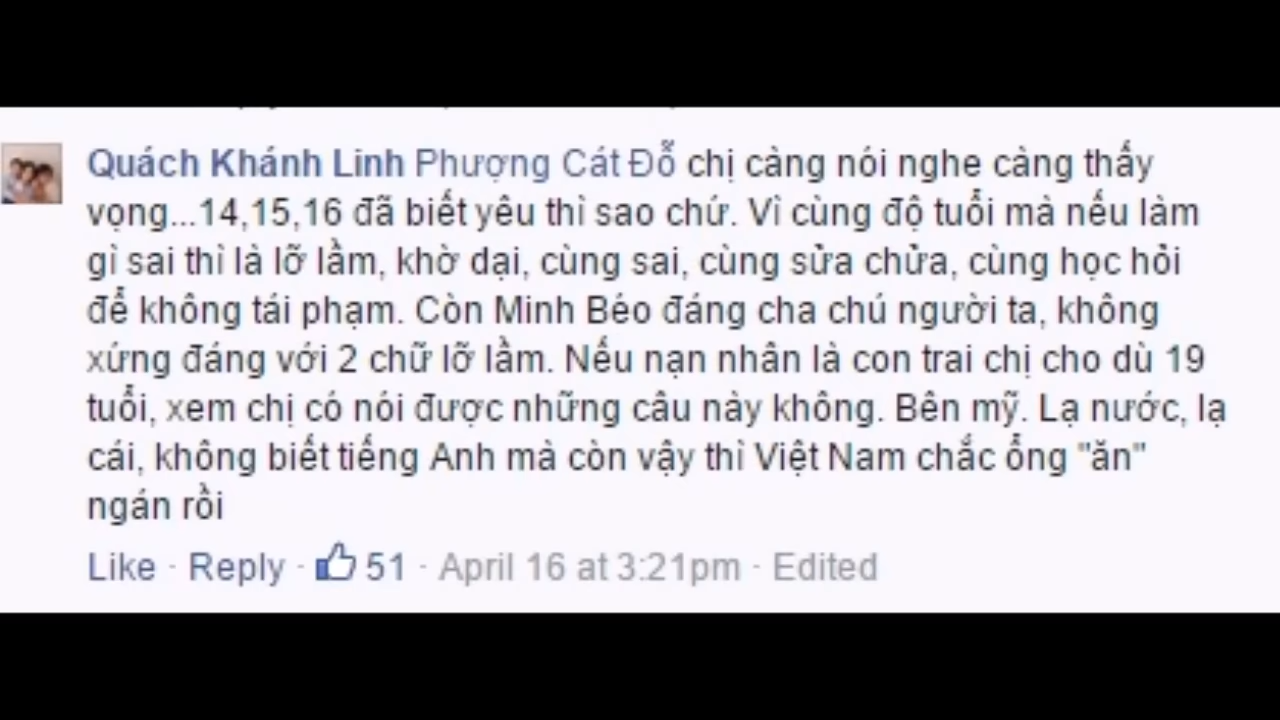 Quách Khánh Linh Phượng Cát Đỗ chị càng nói nghe càng thấy
vọng...14,15,16 đã biết yêu thì sao chứ. Vì cùng độ tuổi mà nếu làm
gì sai thì là lỡ lầm, khờ dại, cùng sai, cùng sửa chửa, cùng học hỏi
để không tái phạm. Còn Minh Béo đáng cha chú người ta, không
xứng đáng với 2 chữ lỡ lầm. Nếu nạn nhân là con trai chị cho dù 19
tuổi, xem chị có nói được những câu này không. Bên mỹ. Lạ nước, lạ
cái, không biết tiếng Anh mà còn vậy thì Việt Nam chắc ổng "ăn"
ngán rồi
Like · Reply · 51 · April 16 at 3:21pm · Edited